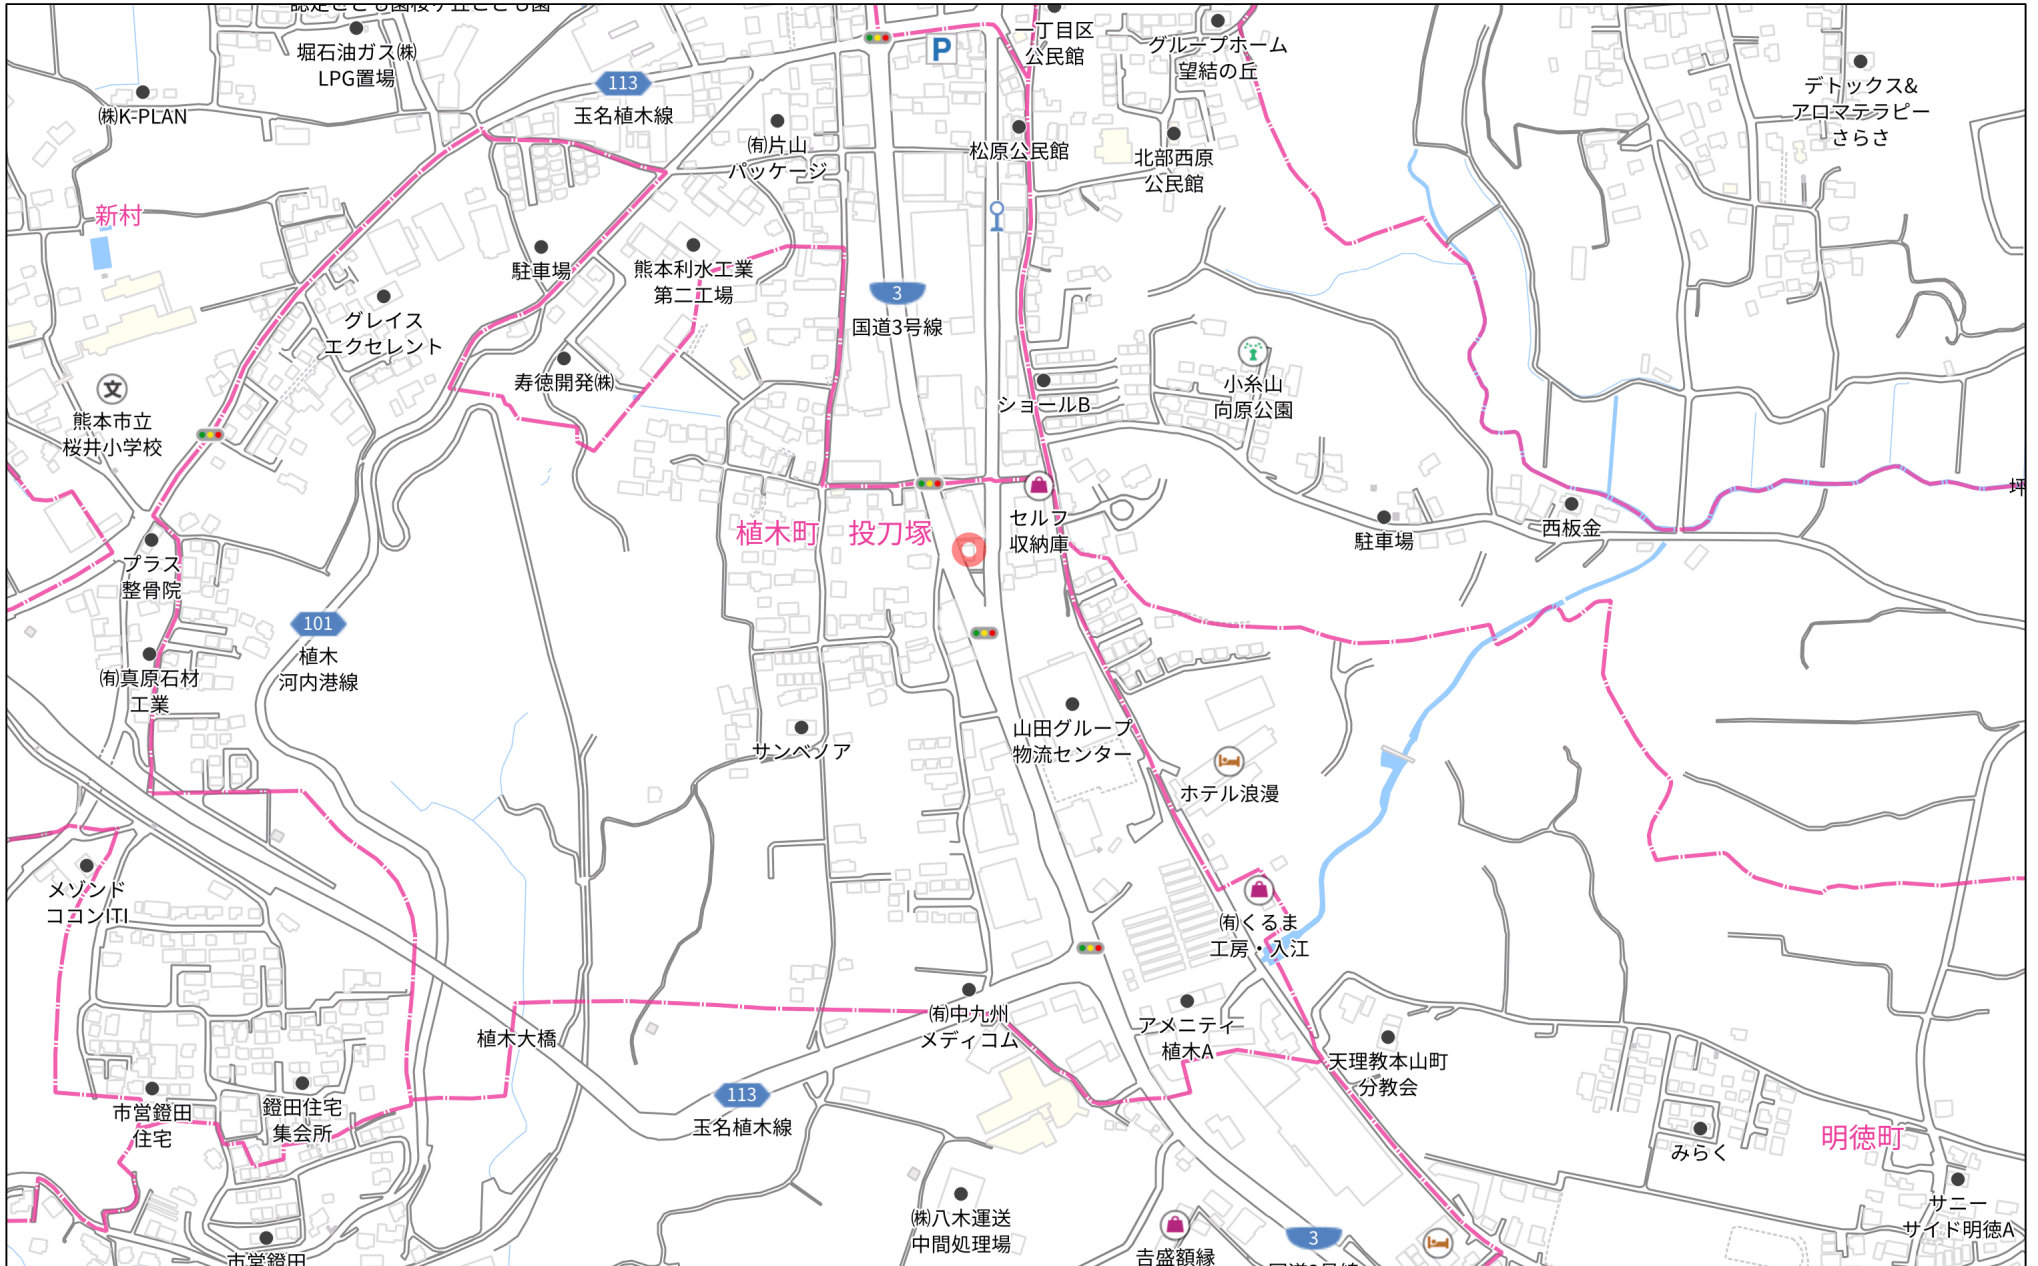 堀石油ガス㈱
LPG置場
㈱K-PLAN
113
玉名植木線
P
一丁目区
公民館
グループホーム
望結の丘
デトックス&
アロマテラピー
さらさ
㈲片山
パッケージ
松原公民館
北部西原
公民館
新村
駐車場
熊本利水工業
第二工場
3
国道3号線
グレイス
エクセレント
寿徳開発㈱
ショールB
小糸山
向原公園
文
熊本市立
桜井小学校
植木町 投刀塚
セルフ
収納庫
駐車場
西板金
坪
プラス
整骨院
101
植木
河内港線
㈲真原石材
工業
サンベノア
山田グループ
物流センター
ホテル浪漫
メゾンド
ココンITI
㈲くるま
工房・入江
植木大橋
㈲中九州
メディコム
アメニティ
植木A
天理教本山町
分教会
市営鐙田
住宅
鐙田住宅
集会所
113
玉名植木線
みらく
明徳町
サニー
サイド明徳A
㈱八木運送
中間処理場
吉盛額縁
3
市営鐙田